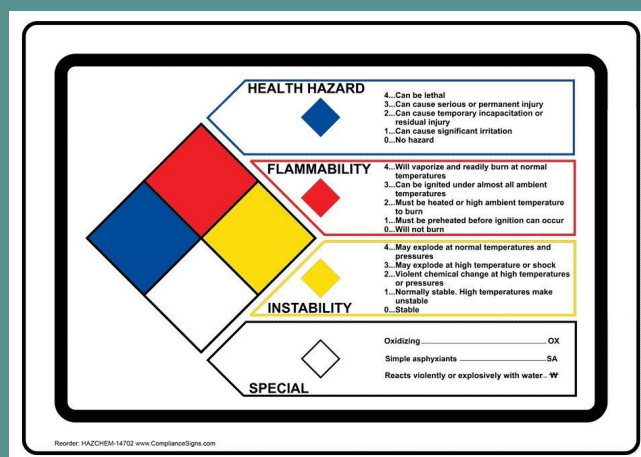 HEALTH HAZARD
4...Can be lethal
3...Can cause serious or permanent injury
2...Can cause temporary incapacitation or
residual injury
1...Can cause significant irritation
0...No hazard
FLAMMABILITY
4...Will vaporize and readily burn at normal
temperatures
3...Can be ignited under almost all ambient
temperatures
2...Must be heated or high ambient temperature
to burn
1...Must be preheated before ignition can occur
0...Will not burn
INSTABILITY
4...May explode at normal temperatures and
pressures
3...May explode at high temperature or shock
2...Violent chemical change at high temperatures
or pressures
1...Normally stable. High temperatures make
unstable
0...Stable
SPECIAL
Oxidizing OX
Simple asphyxiants SA
Reacts violently or explosively with water W̶
Reorder: HAZCHEM-14702 www.ComplianceSigns.com